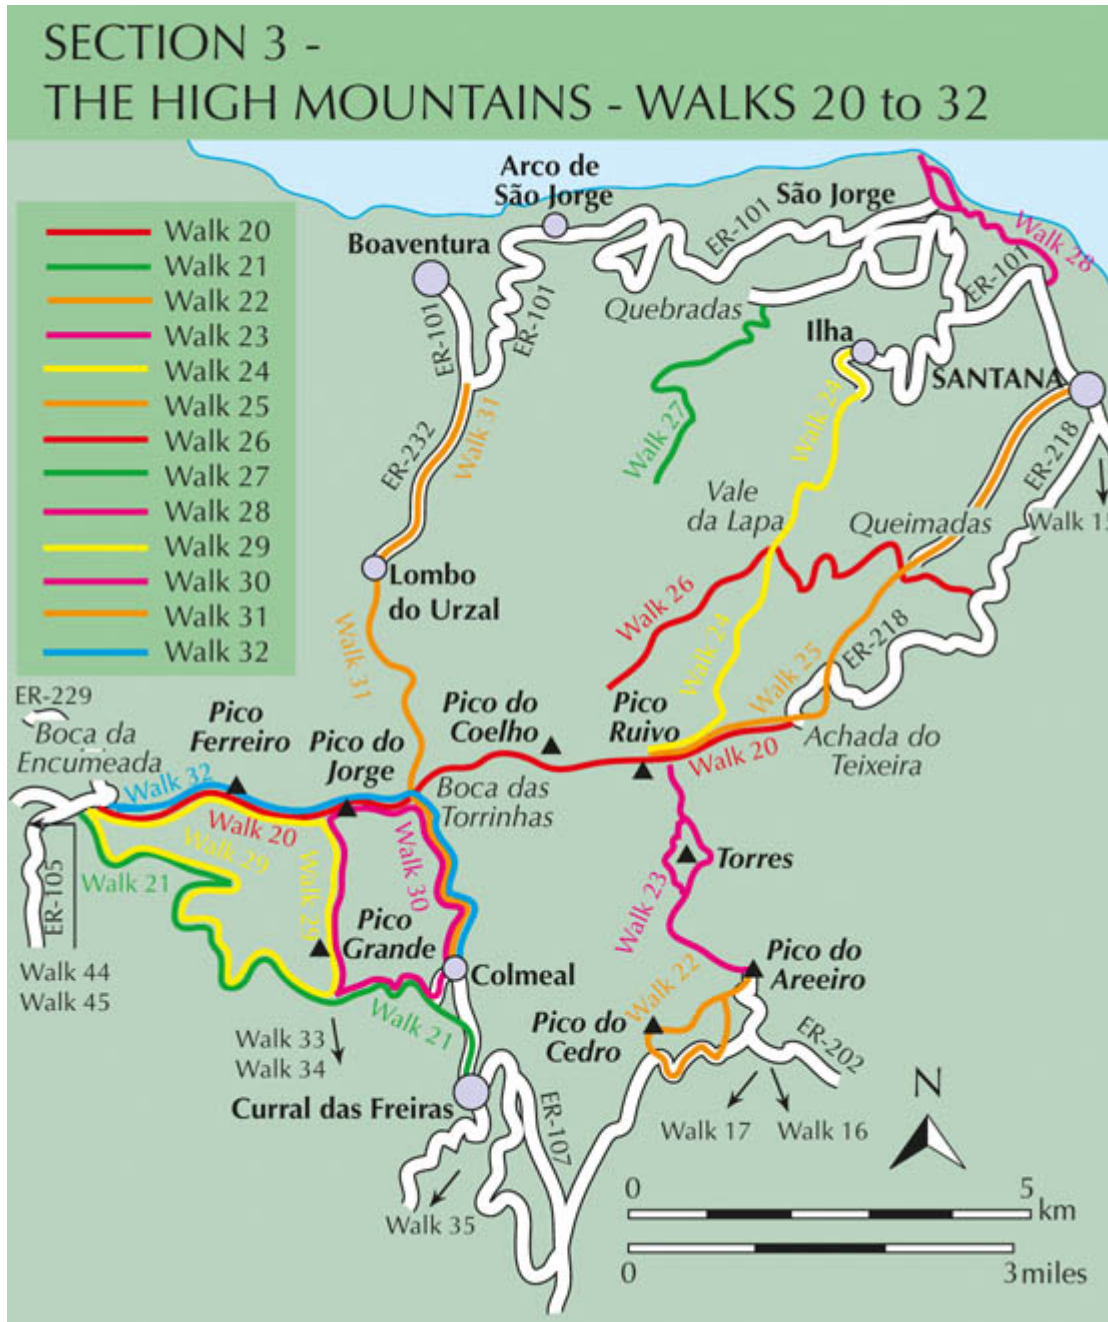 SECTION 3 -
THE HIGH MOUNTAINS - WALKS 20 to 32
Arco de
São Jorge
São Jorge
ER-101
Boaventura
Walk 28
ER-101
ER-101
ER-101
Quebradas
Ilha
SANTANA
Walk 20
Walk 21
Walk 22
Walk 23
Walk 24
Walk 25
Walk 26
Walk 27
Walk 28
Walk 29
Walk 30
Walk 31
Walk 32
Walk 31
ER-232
Walk 27
Walk 24
ER-218
Vale
da Lapa
Queimadas
Lombo
do Urzal
Walk 26
Walk 31
Walk 24
Walk 25
ER-218
ER-229
Boca da
Encumeada
Pico
Ferreiro
Pico do
Jorge
Pico do
Coelho
Pico
Ruivo
Walk 20
Achada do
Teixeira
Walk 32
Boca das
Torrinhas
Walk 20
Walk 29
Walk 21
Walk 29
Walk 30
ER-105
Torres
Walk 23
Pico
Grande
Colmeal
Walk 44
Walk 45
Pico do
Areeiro
Walk 22
Walk 21
Pico do
Cedro
ER-202
Walk 33
Walk 34
Curral das Freiras
ER-107
Walk 17
Walk 16
N
Walk 35
0
5
km
0
3 miles